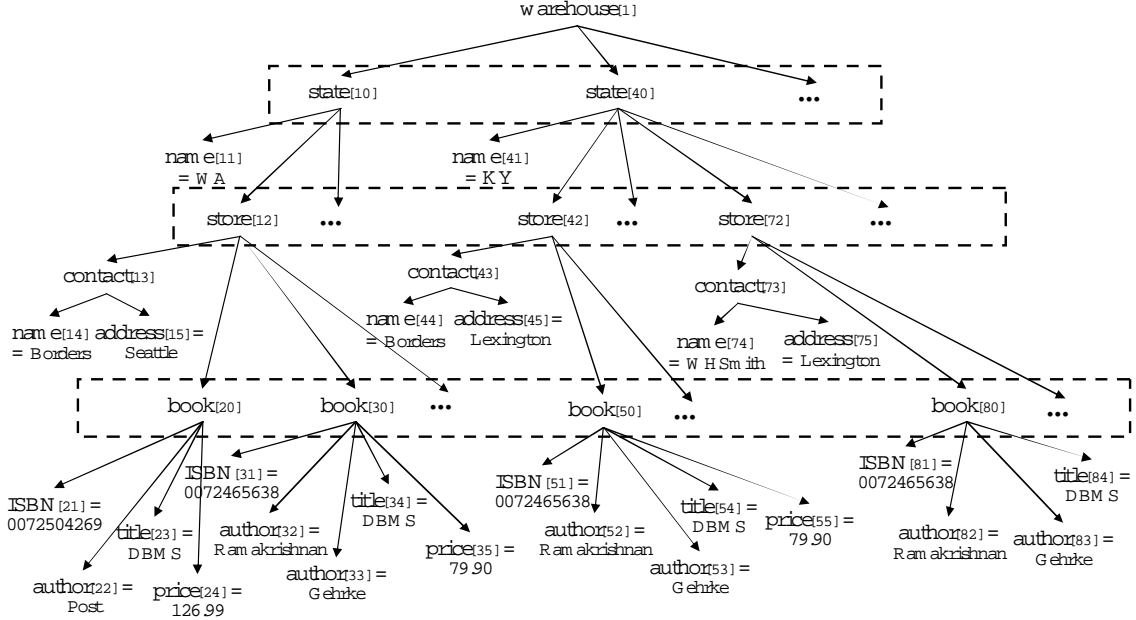 warehouse[1]
state[10]
state[40]
...
name[11]
= WA
name[41]
= KY
store[12]
...
store[42]
...
store[72]
...
contact[13]
contact[43]
contact[73]
name[14]
= Borders
address[15] =
Seattle
name[44]
= Borders
address[45] =
Lexington
name[74]
= WHSmith
address[75]
= Lexington
book[20]
book[30]
...
book[50]
...
book[80]
...
ISBN[21] =
0072504269
author[22] =
Post
title[23] =
DBMS
price[24] =
126.99
ISBN [31] =
0072465638
author[32] =
Ramakrishnan
author[33] =
Gehrke
title[34] =
DBMS
price[35] =
79.90
ISBN [51] =
0072465638
author[52] =
Ramakrishnan
author[53] =
Gehrke
title[54] =
DBMS
price[55] =
79.90
ISBN [81] =
0072465638
author[82] =
Ramakrishnan
author[83] =
Gehrke
title[84] =
DBMS